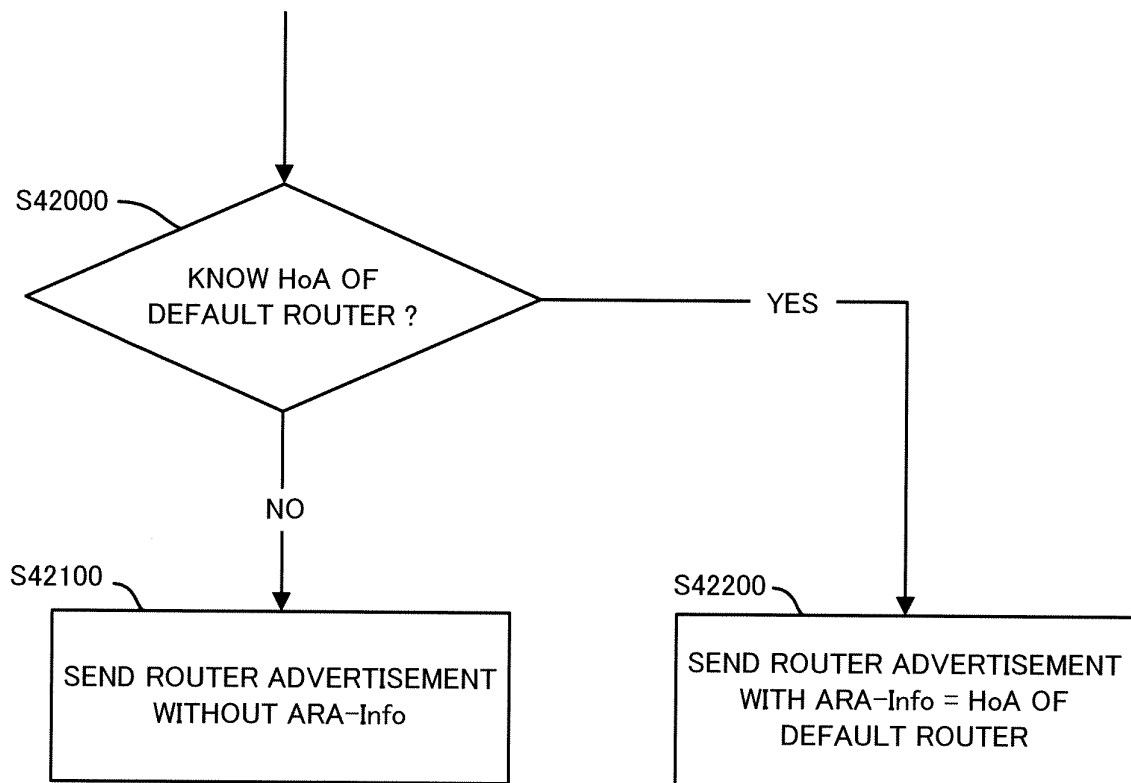 S42000
KNOW HoA OF
DEFAULT ROUTER ?
YES
NO
S42100
SEND ROUTER ADVERTISEMENT
WITHOUT ARA-Info
S42200
SEND ROUTER ADVERTISEMENT
WITH ARA-Info = HoA OF
DEFAULT ROUTER